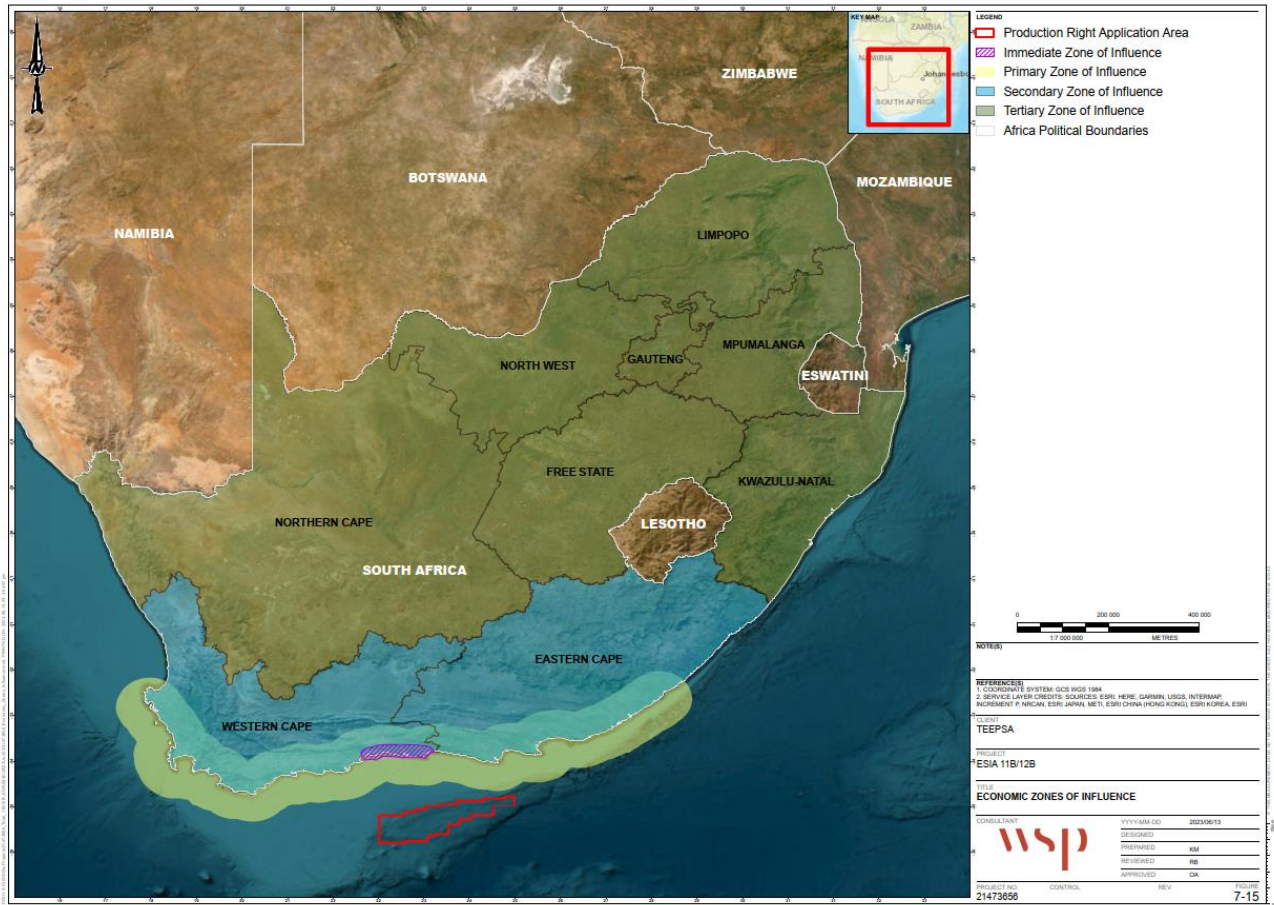 KEY MAP
ANGOLA
ZAMBIA
NAMIBIA
SOUTH AFRICA
ZIMBABWE
BOTSWANA
MOZAMBIQUE
NAMIBIA
LIMPOPO
NORTH WEST
GAUTENG
MPUMALANGA
ESWATINI
FREE STATE
KWAZULU-NATAL
NORTHERN CAPE
LESOTHO
SOUTH AFRICA
EASTERN CAPE
WESTERN CAPE
N
LEGEND
Production Right Application Area
Immediate Zone of Influence
Primary Zone of Influence
Secondary Zone of Influence
Tertiary Zone of Influence
Africa Political Boundaries
0 200 000 400 000
1:7 000 000 METRES
NOTE(S)
REFERENCE(S)
1. COORDINATE SYSTEM: GCS WGS 1984
2. SERVICE LAYER CREDITS: SOURCES: ESRI, HERE, GARMIN, USGS, INTERMAP,
INCREMENT P, NRCAN, ESRI JAPAN, METI, ESRI CHINA (HONG KONG), ESRI KOREA, ESRI
CLIENT
TEEPSA
PROJECT
ESIA 11B/12B
TITLE
ECONOMIC ZONES OF INFLUENCE
CONSULTANT
wsp
YYYY-MM-DD 2023/06/13
DESIGNED
PREPARED KM
REVIEWED RB
APPROVED OA
PROJECT NO. CONTROL REV. FIGURE
21473656 7-15